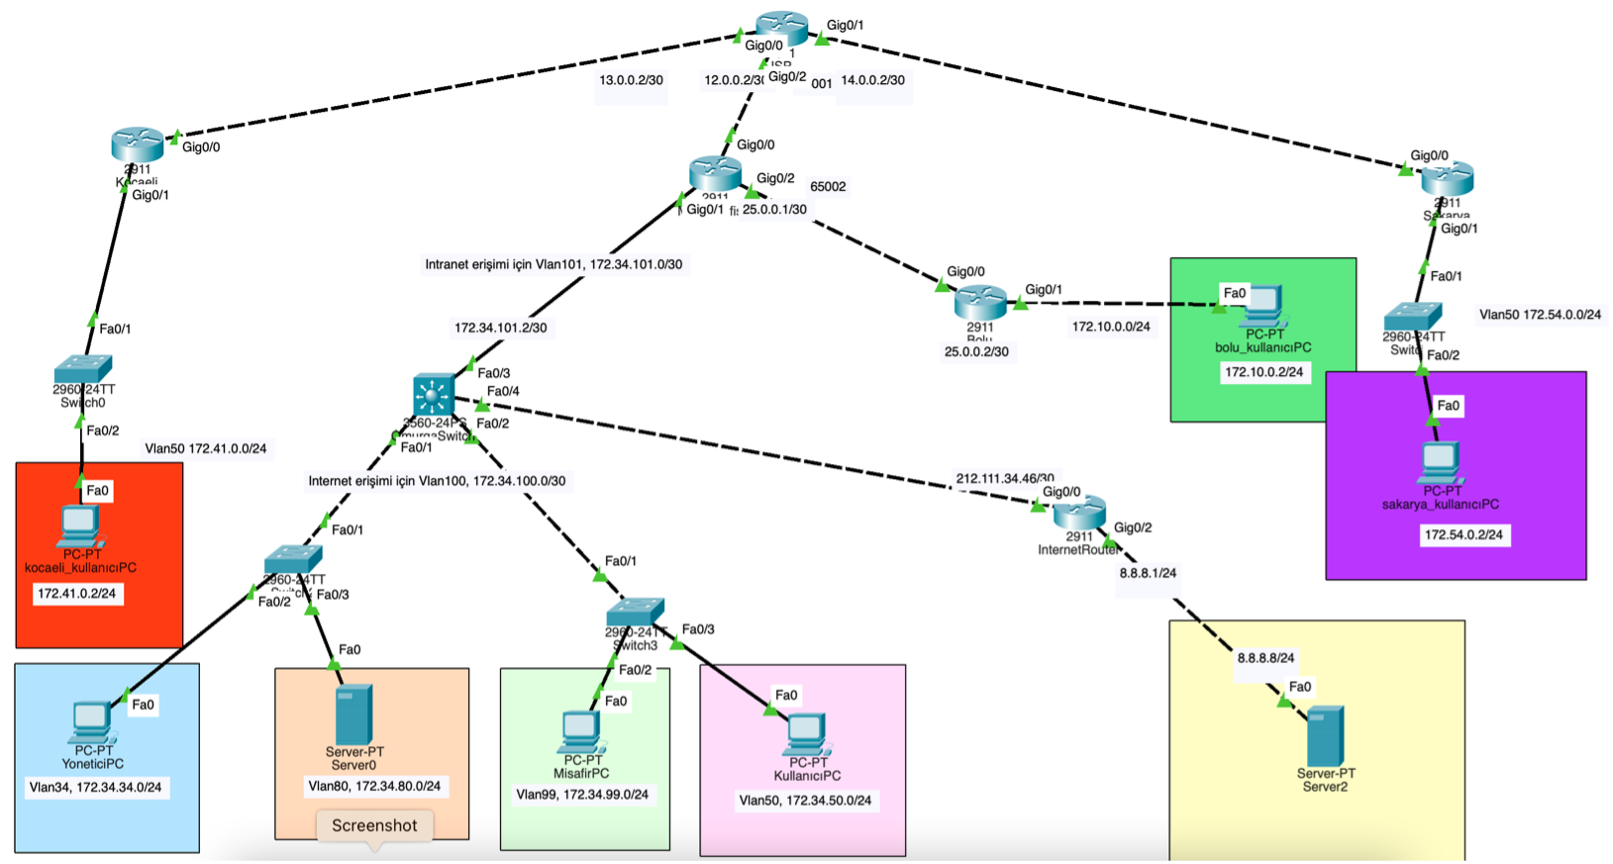 Gig0/1
Gig0/0
1
Gig0/2
13.0.0.2/30
12.0.0.2/30
001
14.0.0.2/30
Gig0/0
2911
Kocaeli
Gig0/1
Gig0/0
Gig0/2
65002
2911
Gig0/1
25.0.0.1/30
Gig0/0
2911
Sakarya
Gig0/1
Intranet erişimi için Vlan101, 172.34.101.0/30
Gig0/0
Gig0/1
2911
Bolu
25.0.0.2/30
172.10.0.0/24
Fa0
PC-PT
bolu_kullanıcıPC
172.10.0.2/24
Fa0/1
2960-24TT
Vlan50 172.54.0.0/24
Fa0/2
Fa0
PC-PT
sakarya_kullanıcıPC
172.54.0.2/24
172.34.101.2/30
Fa0/3
Fa0/4
3560-24PS
OmurgaSwitch
Fa0/2
Fa0/1
Fa0/1
2960-24TT
Switch0
Fa0/2
Vlan50 172.41.0.0/24
Fa0
PC-PT
kocaeli_kullanıcıPC
172.41.0.2/24
Internet erişimi için Vlan100, 172.34.100.0/30
212.111.34.46/30
Gig0/0
2911
InternetRouter
Gig0/2
8.8.8.1/24
Fa0/1
2960-24TT
Fa0/2
Fa0/3
Fa0/1
2960-24TT
Switch3
Fa0/3
Fa0/2
Fa0
PC-PT
YoneticiPC
Vlan34, 172.34.34.0/24
Fa0
Server-PT
Server0
Vlan80, 172.34.80.0/24
Fa0
PC-PT
MisafirPC
Vlan99, 172.34.99.0/24
Fa0
PC-PT
KullanıcıPC
Vlan50, 172.34.50.0/24
8.8.8.8/24
Fa0
Server-PT
Server2
Screenshot